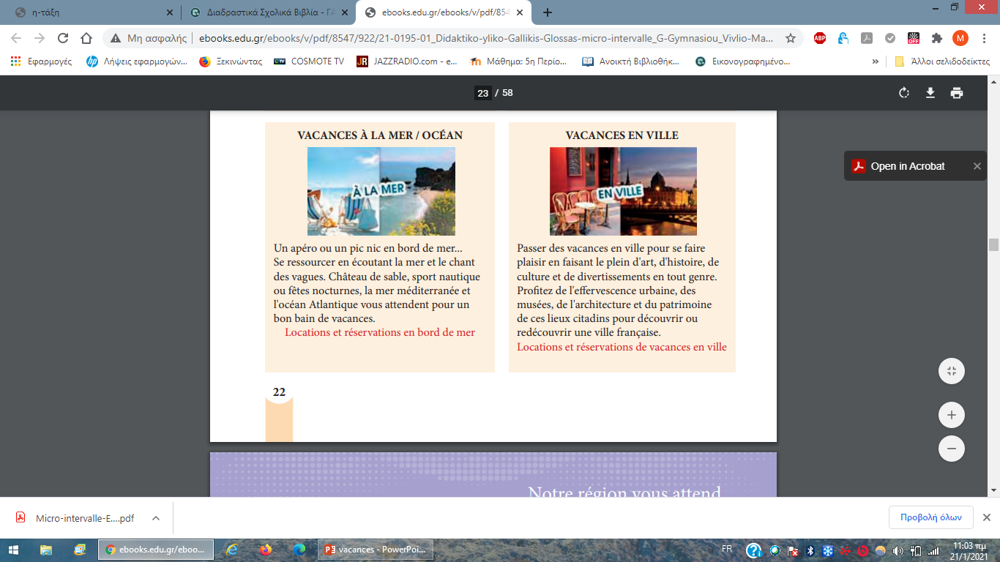 η-τάξη
Διαδραστικά Σχολικά Βιβλία - ΓΑ
ebooks.edu.gr/ebooks/v/pdf/854
Μη ασφαλής
ebooks.edu.gr/ebooks/v/pdf/8547/922/21-0195-01_Didaktiko-yliko-Gallikis-Glossas-micro-intervalle_G-Gymnasiou_Vivlio-Ma...
ABP
OFF
M
Εφαρμογές
Λήψεις εφαρμογών...
Ξεκινώντας
COSMOTE TV
JAZZRADIO.com - e...
Μάθημα: 5η Περίο...
Ανοικτή Βιβλιοθήκ...
Εικονογραφημένο...
»
Άλλοι σελιδοδείκτες
23 / 58
Open in Acrobat
VACANCES À LA MER / OCÉAN
À LA MER
Un apéro ou un pic nic en bord de mer...
Se ressourcer en écoutant la mer et le chant
des vagues. Château de sable, sport nautique
ou fêtes nocturnes, la mer méditerranée et
l'océan Atlantique vous attendent pour un
bon bain de vacances.
Locations et réservations en bord de mer
VACANCES EN VILLE
EN VILLE
Passer des vacances en ville pour se faire
plaisir en faisant le plein d'art, d'histoire, de
culture et de divertissements en tout genre.
Profitez de l'effervescence urbaine, des
musées, de l'architecture et du patrimoine
de ces lieux citadins pour découvrir ou
redécouvrir une ville française.
Locations et réservations de vacances en ville
22
Notre région vous attend
Micro-intervalle-E....pdf
Προβολή όλων
ebooks.edu.gr/eboo...
vacances - PowerPoi...
FR
11:03 πμ
21/1/2021